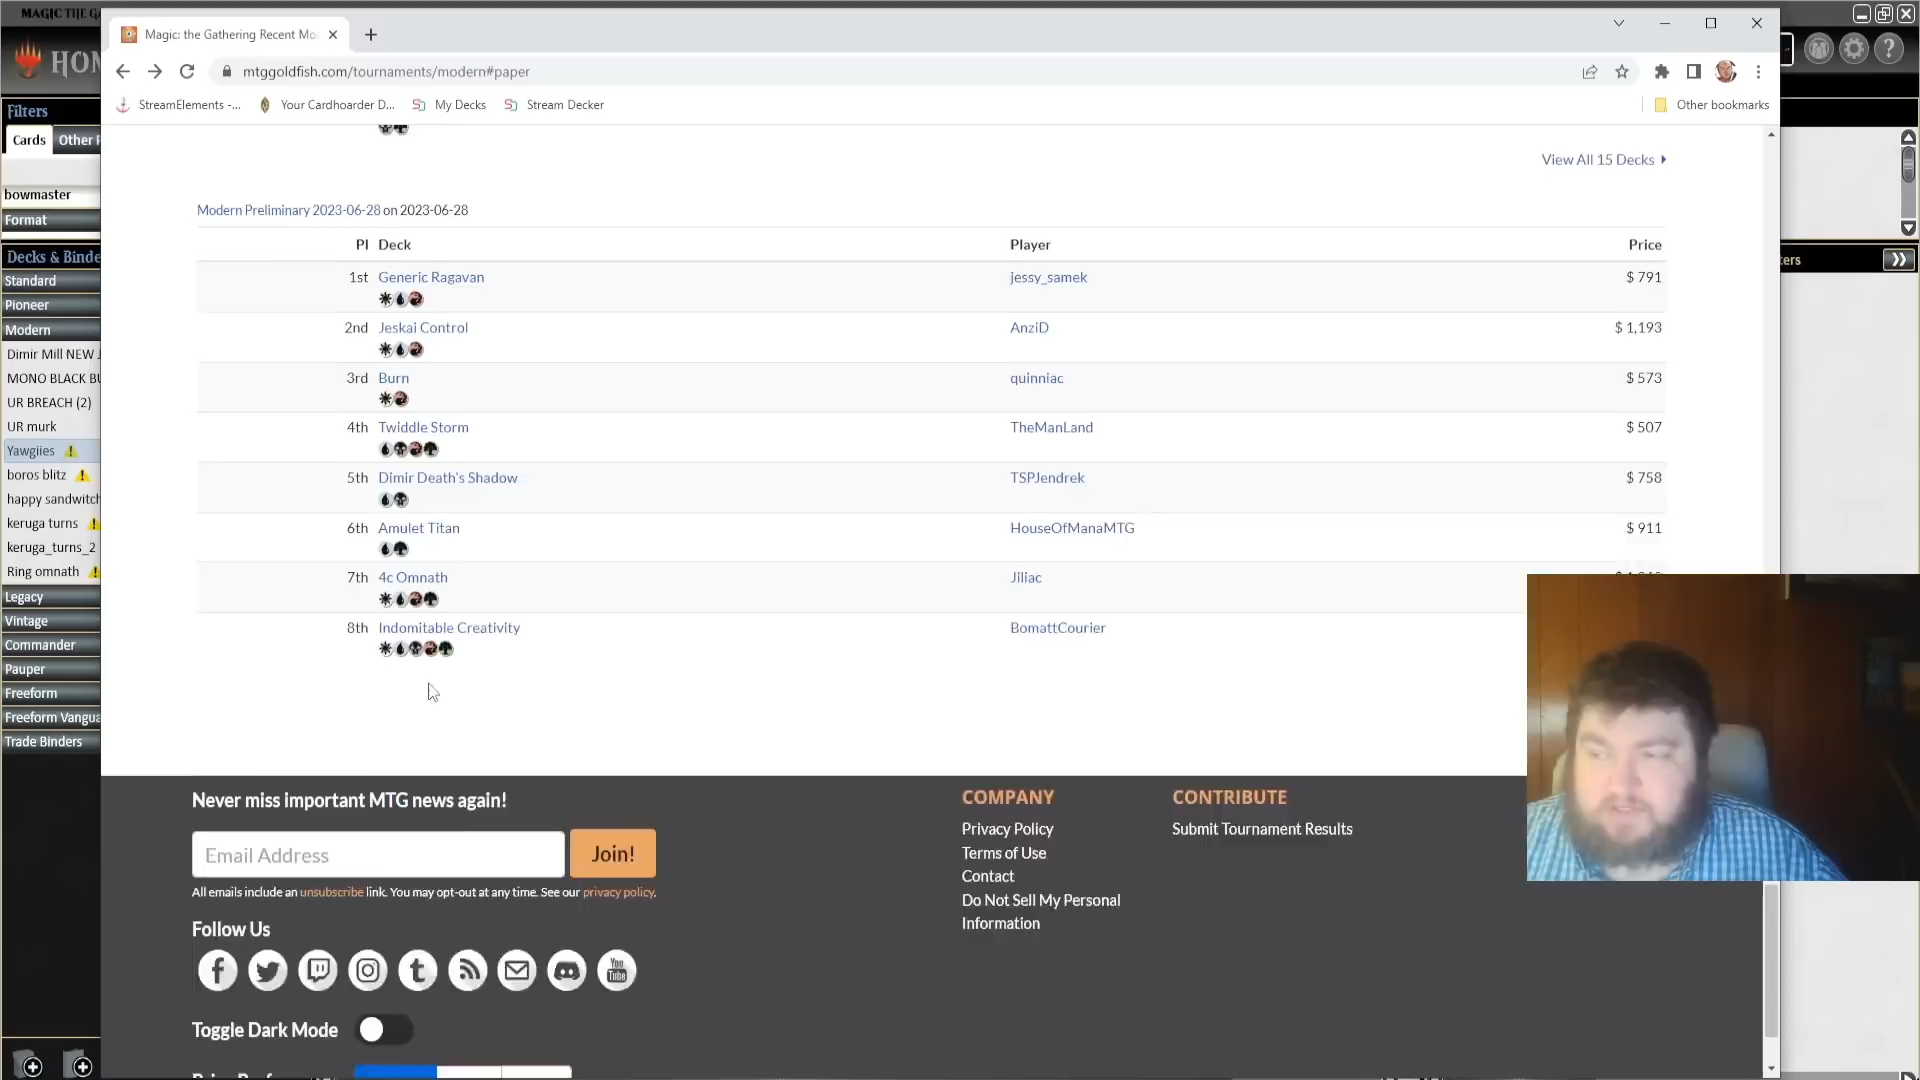 MAGIC THE GA
Magic: the Gathering Recent Mo
mtggoldfish.com/tournaments/modern#paper
StreamElements -...
Your Cardhoarder D...
My Decks
Stream Decker
Other bookmarks
HON
Filters
Cards
Other
bowmaster
Format
Decks & Binde
Standard
Pioneer
Modern
Dimir Mill NEW
MONO BLACK BU
UR BREACH (2)
UR murk
Yawgiies
boros blitz
happy sandwitch
keruga turns
keruga_turns_2
Ring omnath
Legacy
Vintage
Commander
Pauper
Freeform
Freeform Vangua
Trade Binders
ters
View All 15 Decks
Modern Preliminary 2023-06-28 on 2023-06-28
Pl Deck Player Price
1st Generic Ragavan jessy_samek $ 791
2nd Jeskai Control AnziD $ 1,193
3rd Burn quinniac $ 573
4th Twiddle Storm TheManLand $ 507
5th Dimir Death's Shadow TSPJendrek $ 758
6th Amulet Titan HouseOfManaMTG $ 911
7th 4c Omnath Jiliac
8th Indomitable Creativity BomattCourier
Never miss important MTG news again!
Email Address
Join!
All emails include an unsubscribe link. You may opt-out at any time. See our privacy policy.
Follow Us
You Tube
Toggle Dark Mode
COMPANY
Privacy Policy
Terms of Use
Contact
Do Not Sell My Personal
Information
CONTRIBUTE
Submit Tournament Results